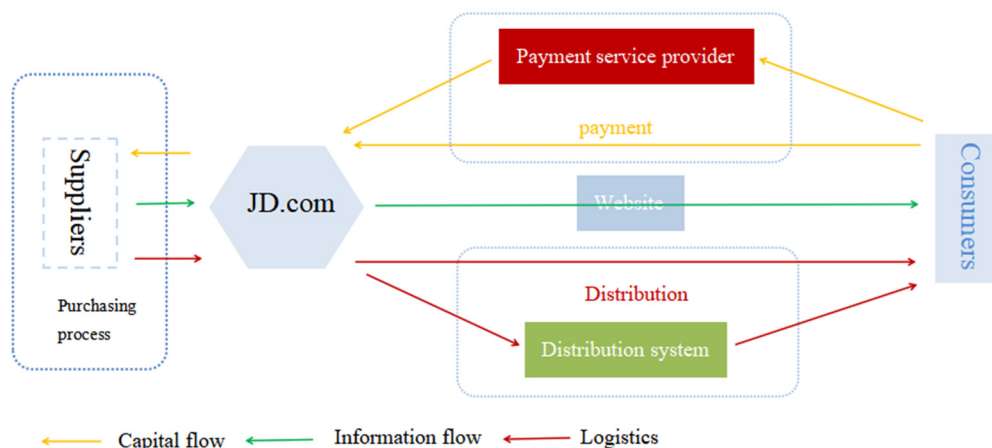 Payment service provider
payment
Suppliers
JD.com
Website
Consumers
Purchasing
process
Distribution
Distribution system
Capital flow
Information flow
Logistics